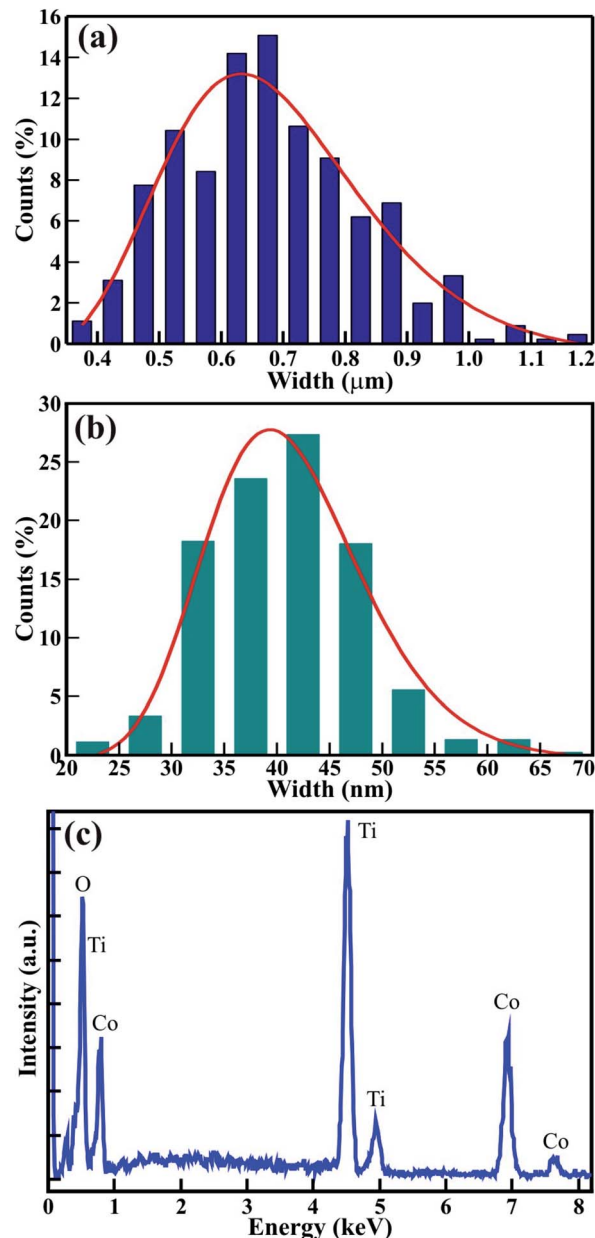 (a)
Counts (%)
16
14
12
10
8
6
4
2
0
0.4 0.5 0.6 0.7 0.8 0.9 1.0 1.1 1.2
Width (μm)
(b)
Counts (%)
30
25
20
15
10
5
0
20 25 30 35 40 45 50 55 60 65 70
Width (nm)
(c)
Intensity (a.u.)
O
Ti
Co
Ti
Ti
Co
Co
0 1 2 3 4 5 6 7 8
Energy (keV)